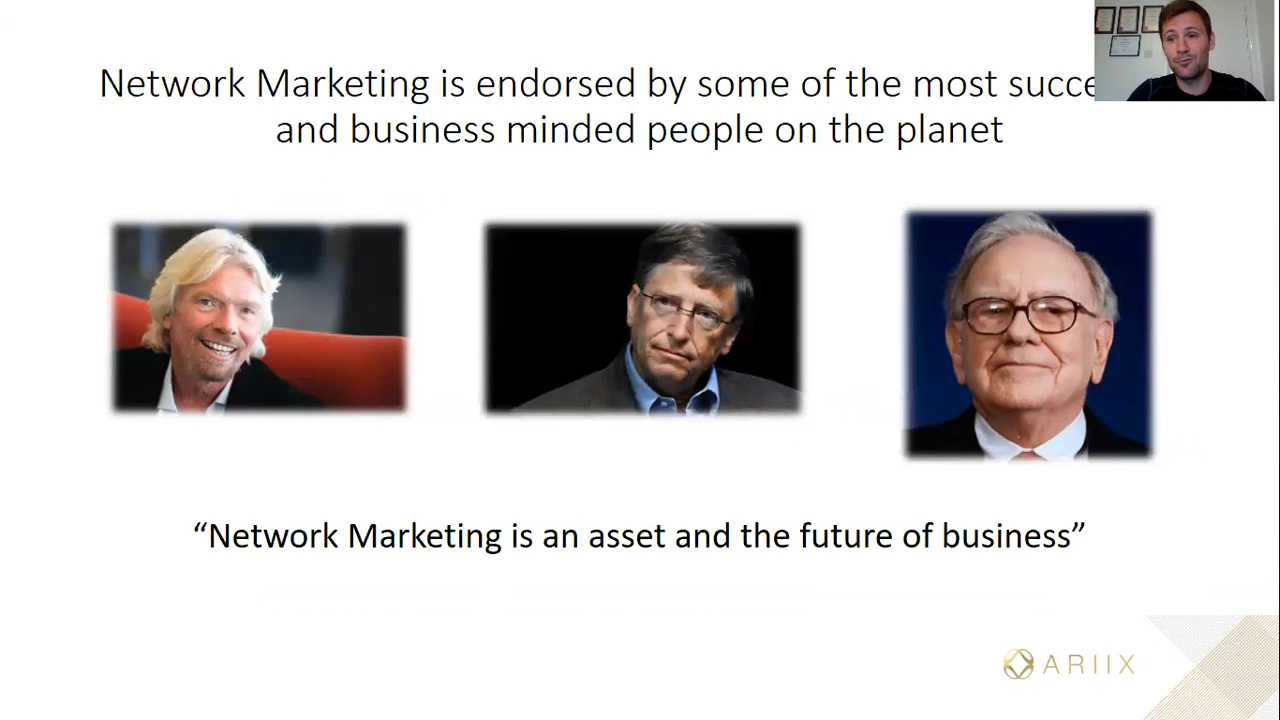 Network Marketing is endorsed by some of the most
and business minded people on the planet
“Network Marketing is an asset and the future of business”
ARIIX